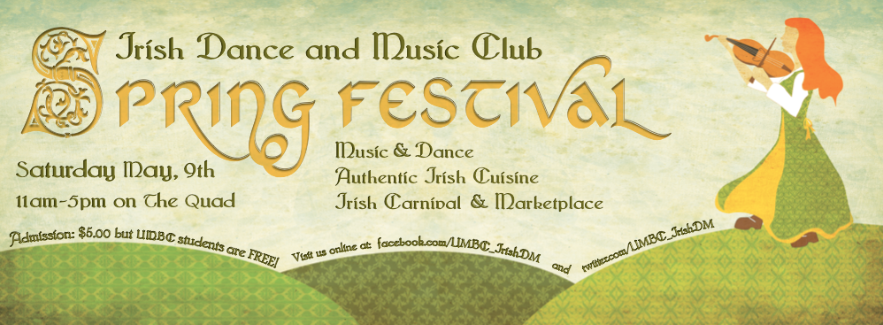 Irish Dance and Music Club
Spring Festival
Saturday May, 9th
11am-5pm on The Quad
Music & Dance
Authentic Irish Cuisine
Irish Carnival & Marketplace
Admission: $5.00 but UMBC students are FREE!
Visit us online at: facebook.com/UMBC_IrishDM and twitter.com/UMBC_IrishDM